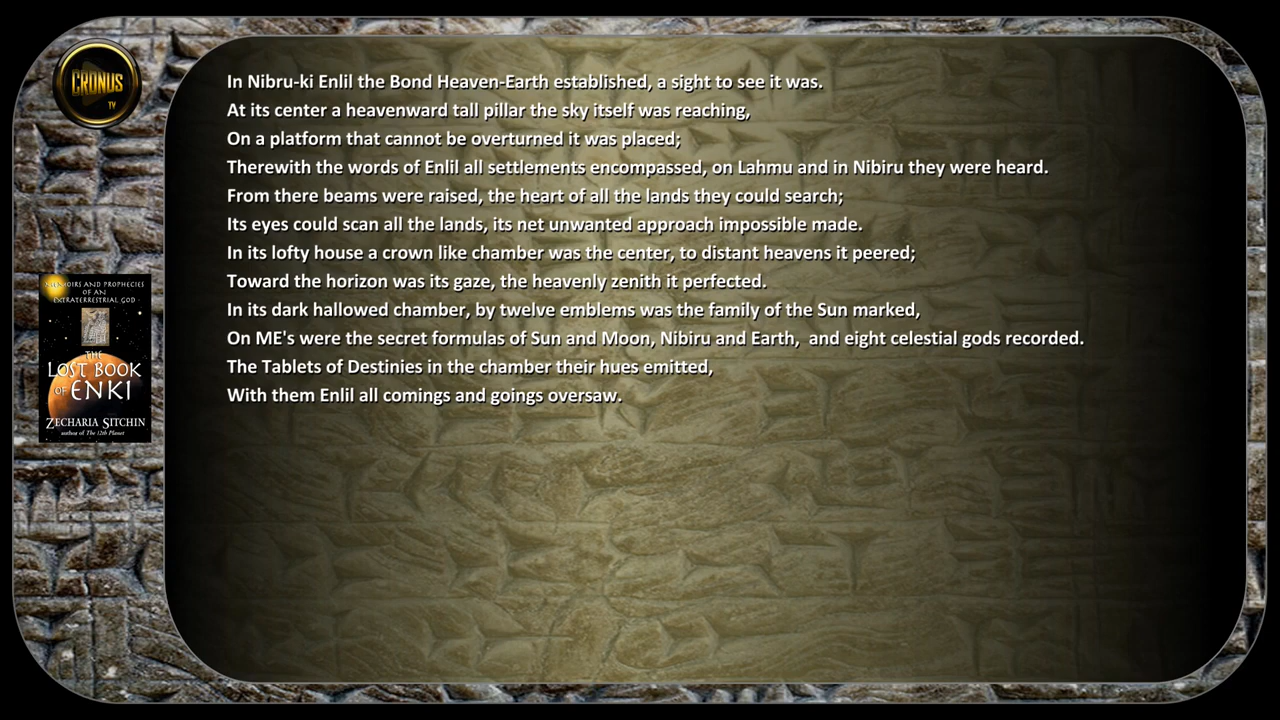 CRONUS
TV
In Nibru-ki Enlil the Bond Heaven-Earth established, a sight to see it was.
At its center a heavenward tall pillar the sky itself was reaching,
On a platform that cannot be overturned it was placed;
Therewith the words of Enlil all settlements encompassed, on Lahmu and in Nibiru they were heard.
From there beams were raised, the heart of all the lands they could search;
Its eyes could scan all the lands, its net unwanted approach impossible made.
In its lofty house a crown like chamber was the center, to distant heavens it peered;
Toward the horizon was its gaze, the heavenly zenith it perfected.
In its dark hallowed chamber, by twelve emblems was the family of the Sun marked,
On ME's were the secret formulas of Sun and Moon, Nibiru and Earth,  and eight celestial gods recorded.
The Tablets of Destinies in the chamber their hues emitted,
With them Enlil all comings and goings oversaw.
MEMOIRS AND PROPHECIES
OF AN
EXTRATERRESTRIAL GOD
THE
LOST BOOK
OF ENKI
ZECHARIA SITCHIN
author of The 12th Planet